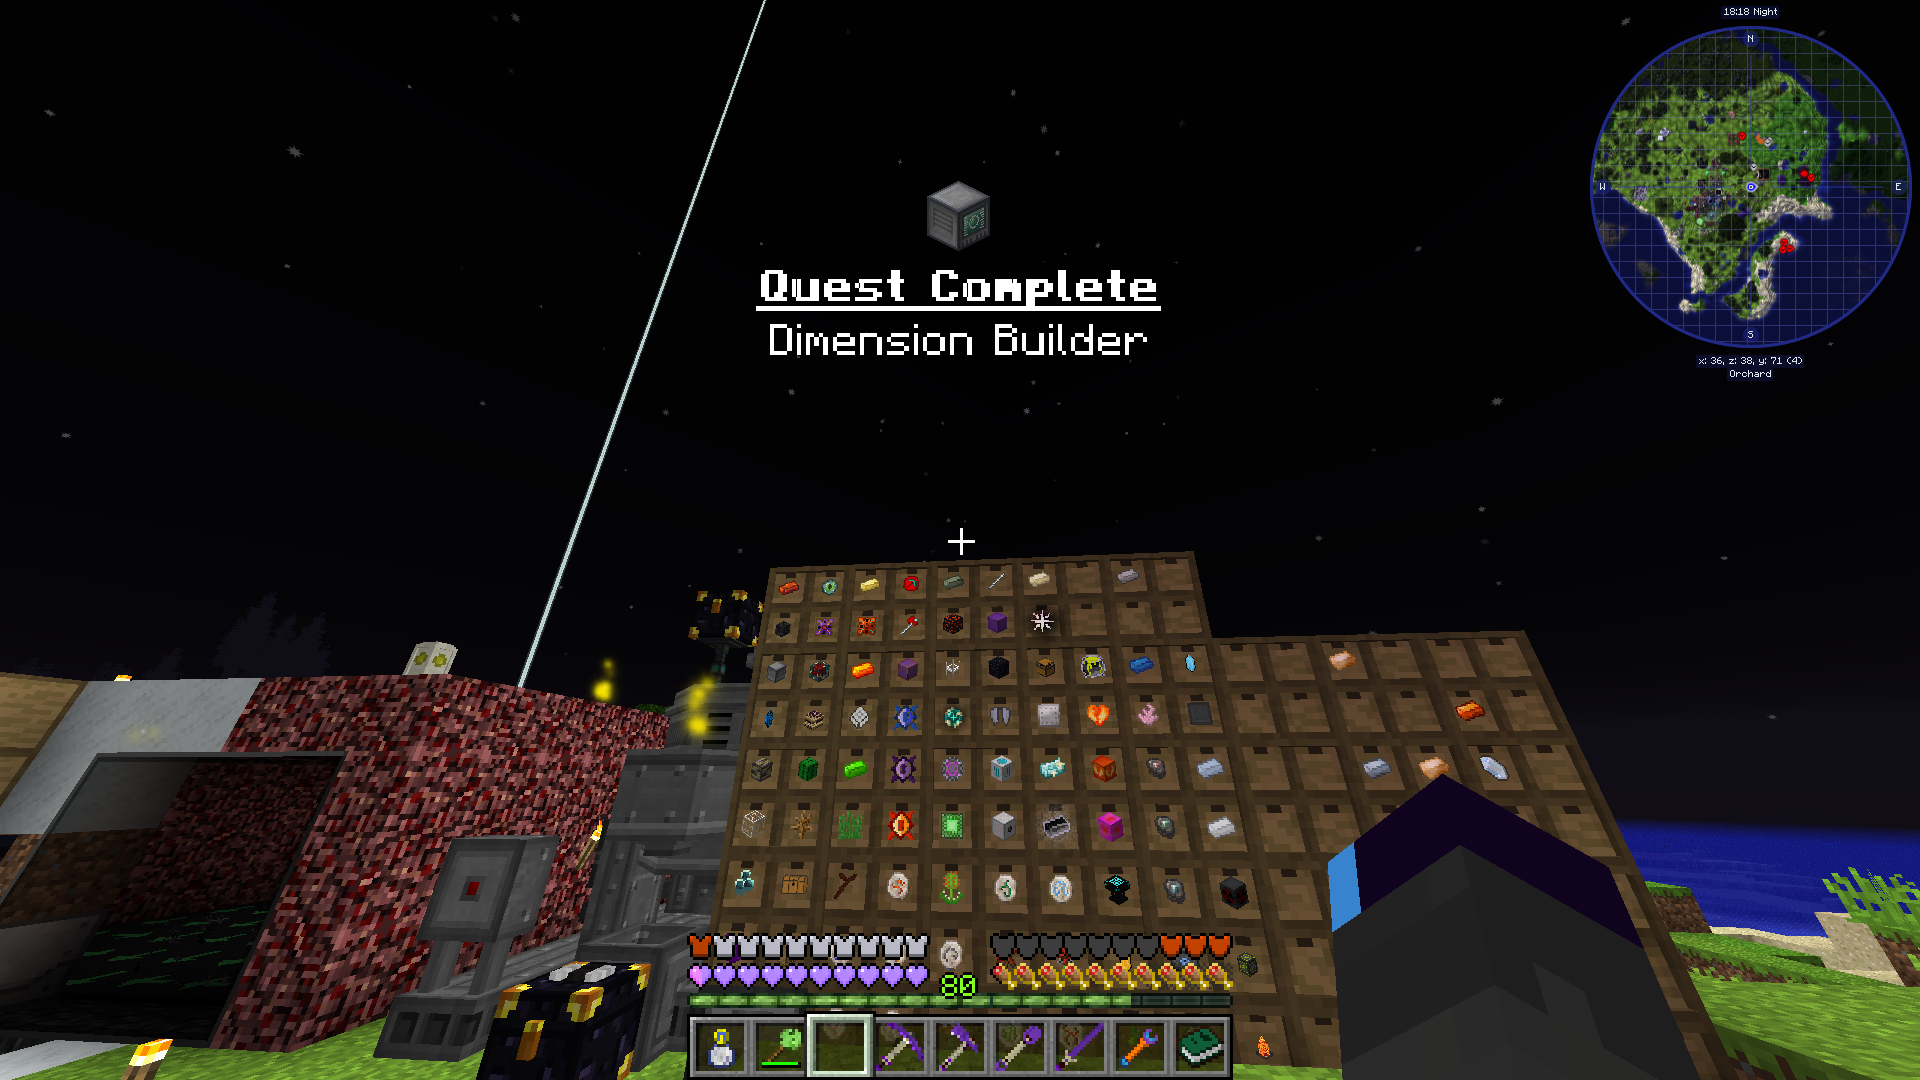 18:18 Night
N
W
E
S
x: 36, z: 38, y: 71 (4)
Orchard
Quest Complete
Dimension Builder
80